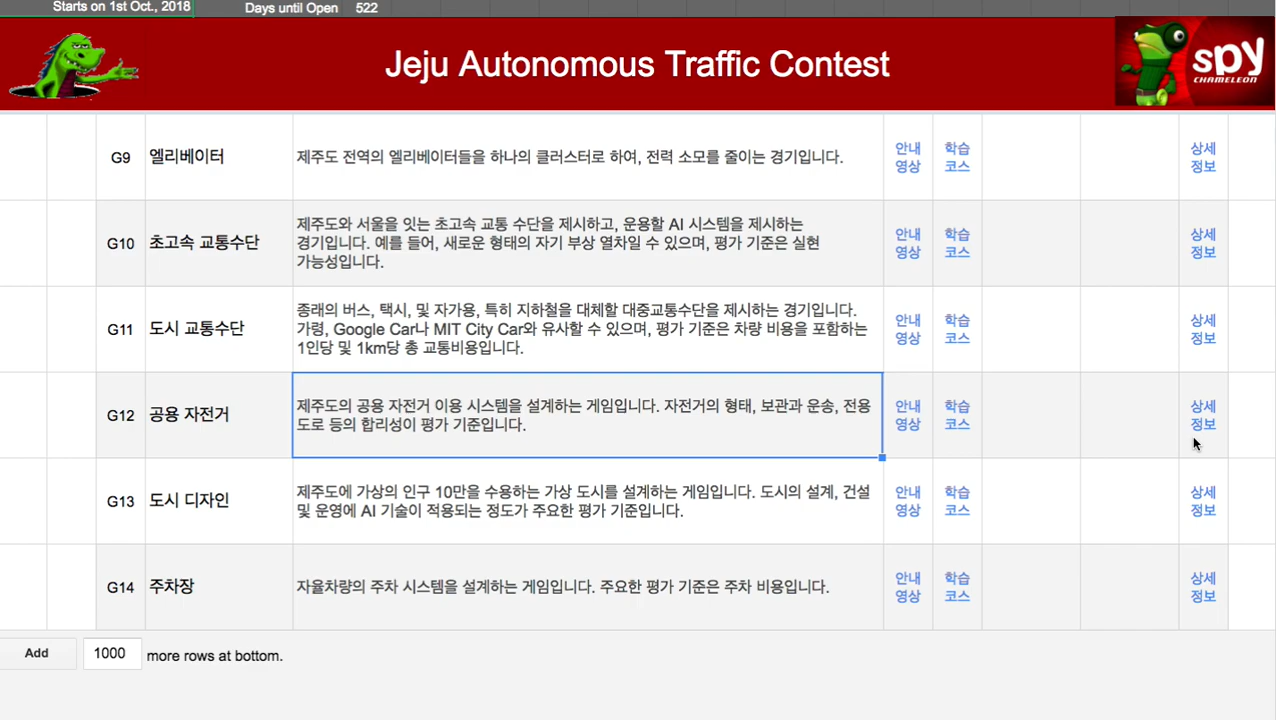 Starts on 1st Oct., 2018 Days until Open 522
Jeju Autonomous Traffic Contest
spy
CHAMELEON
G9 엘리베이터 제주도 전역의 엘리베이터들을 하나의 클러스터로 하여, 전력 소모를 줄이는 경기입니다. 안내 영상 학습 코스 상세 정보
G10 초고속 교통수단 제주도와 서울을 잇는 초고속 교통 수단을 제시하고, 운용할 AI 시스템을 제시하는
경기입니다. 예를 들어, 새로운 형태의 자기 부상 열차일 수 있으며, 평가 기준은 실현
가능성입니다.
안내 영상 학습 코스 상세 정보
G11 도시 교통수단 종래의 버스, 택시, 및 자가용, 특히 지하철을 대체할 대중교통수단을 제시하는 경기입니다.
가령, Google Car나 MIT City Car와 유사할 수 있으며, 평가 기준은 차량 비용을 포함하는
1인당 및 1km당 총 교통비용입니다.
안내 영상 학습 코스 상세 정보
G12 공용 자전거 제주도의 공용 자전거 이용 시스템을 설계하는 게임입니다. 자전거의 형태, 보관과 운송, 전용
도로 등의 합리성이 평가 기준입니다.
안내 영상 학습 코스 상세 정보
G13 도시 디자인 제주도에 가상의 인구 10만을 수용하는 가상 도시를 설계하는 게임입니다. 도시의 설계, 건설
및 운영에 AI 기술이 적용되는 정도가 주요한 평가 기준입니다.
안내 영상 학습 코스 상세 정보
G14 주차장 자율차량의 주차 시스템을 설계하는 게임입니다. 주요한 평가 기준은 주차 비용입니다. 안내 영상 학습 코스 상세 정보
Add 1000 more rows at bottom.